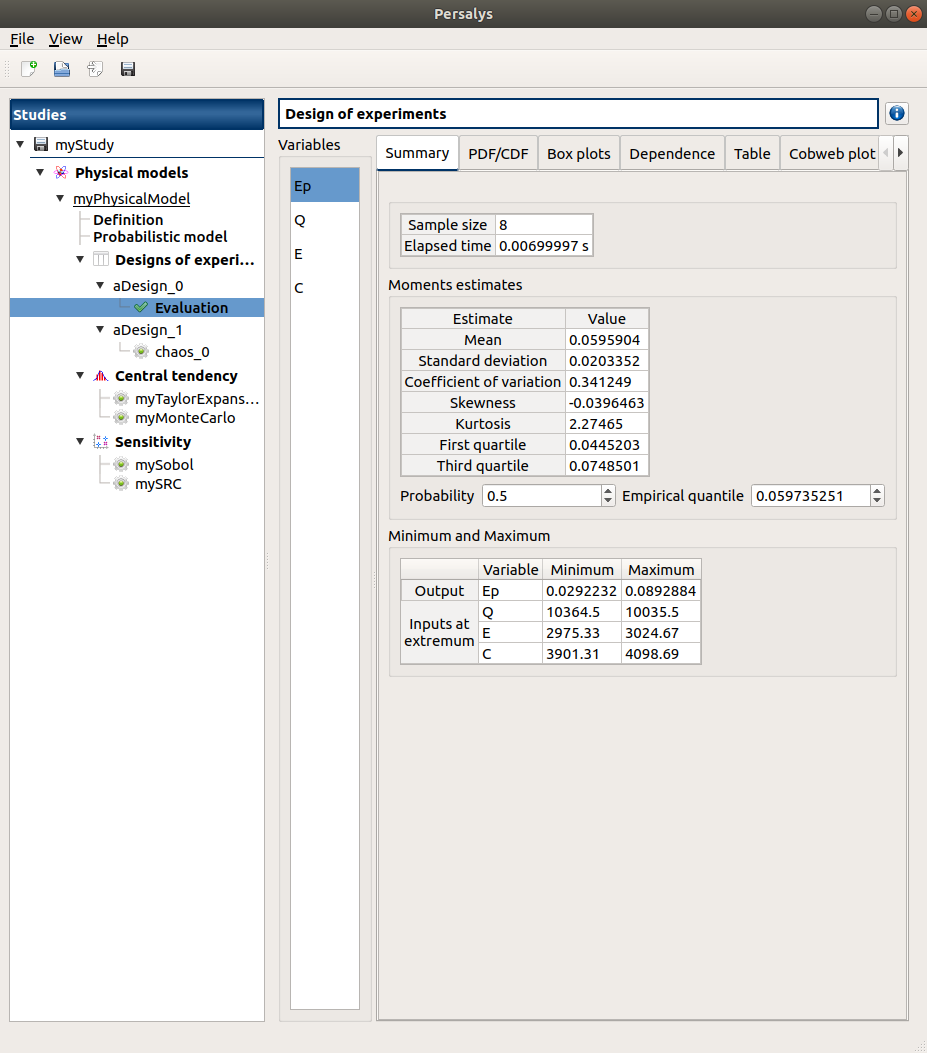 Persalys
File View Help
Studies
myStudy
Physical models
myPhysicalModel
Definition
Probabilistic model
Designs of experi...
aDesign_0
Evaluation
aDesign_1
chaos_0
Central tendency
myTaylorExpans...
myMonteCarlo
Sensitivity
mySobol
mySRC
Design of experiments
Variables
Ep
Q
E
C
Summary PDF/CDF Box plots Dependence Table Cobweb plot
Sample size 8
Elapsed time 0.00699997 s
Moments estimates
Estimate Value
Mean 0.0595904
Standard deviation 0.0203352
Coefficient of variation 0.341249
Skewness -0.0396463
Kurtosis 2.27465
First quartile 0.0445203
Third quartile 0.0748501
Probability 0.5 Empirical quantile 0.059735251
Minimum and Maximum
Variable Minimum Maximum
Output Ep 0.0292232 0.0892884
Inputs at extremum Q 10364.5 10035.5
E 2975.33 3024.67
C 3901.31 4098.69